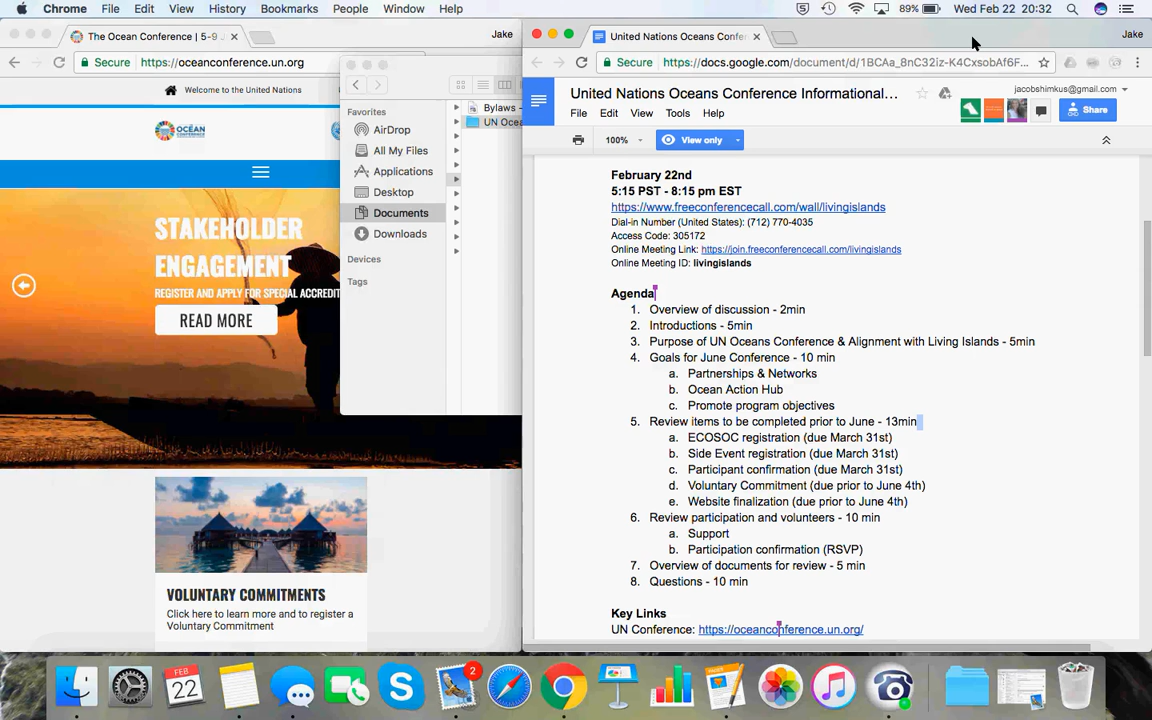 Chrome File Edit View History Bookmarks People Window Help 89% Wed Feb 22 20:32
The Ocean Conference | 5-9 Jake
Secure https://oceanconference.un.org
Welcome to the United Nations
OCEAN
STAKEHOLDER
ENGAGEMENT
REGISTER AND APPLY FOR SPECIAL ACCREDIT
READ MORE
VOLUNTARY COMMITMENTS
Click here to learn more and to register a
Voluntary Commitment
Favorites
AirDrop
All My Files
Applications
Desktop
Documents
Downloads
Devices
Tags
Bylaws -
UN Ocea
United Nations Oceans Confer Jake
Secure https://docs.google.com/document/d/1BCAa_8nC32iz-K4CxsobAf6F...
United Nations Oceans Conference Informational...
jacobshimkus@gmail.com
File Edit View Tools Help
Share
100% View only
February 22nd
5:15 PST - 8:15 pm EST
https://www.freeconferencecall.com/wall/livingislands
Dial-in Number (United States): (712) 770-4035
Access Code: 305172
Online Meeting Link: https://join.freeconferencecall.com/livingislands
Online Meeting ID: livingislands
Agenda
1. Overview of discussion - 2min
2. Introductions - 5min
3. Purpose of UN Oceans Conference & Alignment with Living Islands - 5min
4. Goals for June Conference - 10 min
a. Partnerships & Networks
b. Ocean Action Hub
c. Promote program objectives
5. Review items to be completed prior to June - 13min
a. ECOSOC registration (due March 31st)
b. Side Event registration (due March 31st)
c. Participant confirmation (due March 31st)
d. Voluntary Commitment (due prior to June 4th)
e. Website finalization (due prior to June 4th)
6. Review participation and volunteers - 10 min
a. Support
b. Participation confirmation (RSVP)
7. Overview of documents for review - 5 min
8. Questions - 10 min
Key Links
UN Conference: https://oceanconference.un.org/
FEB
22
2